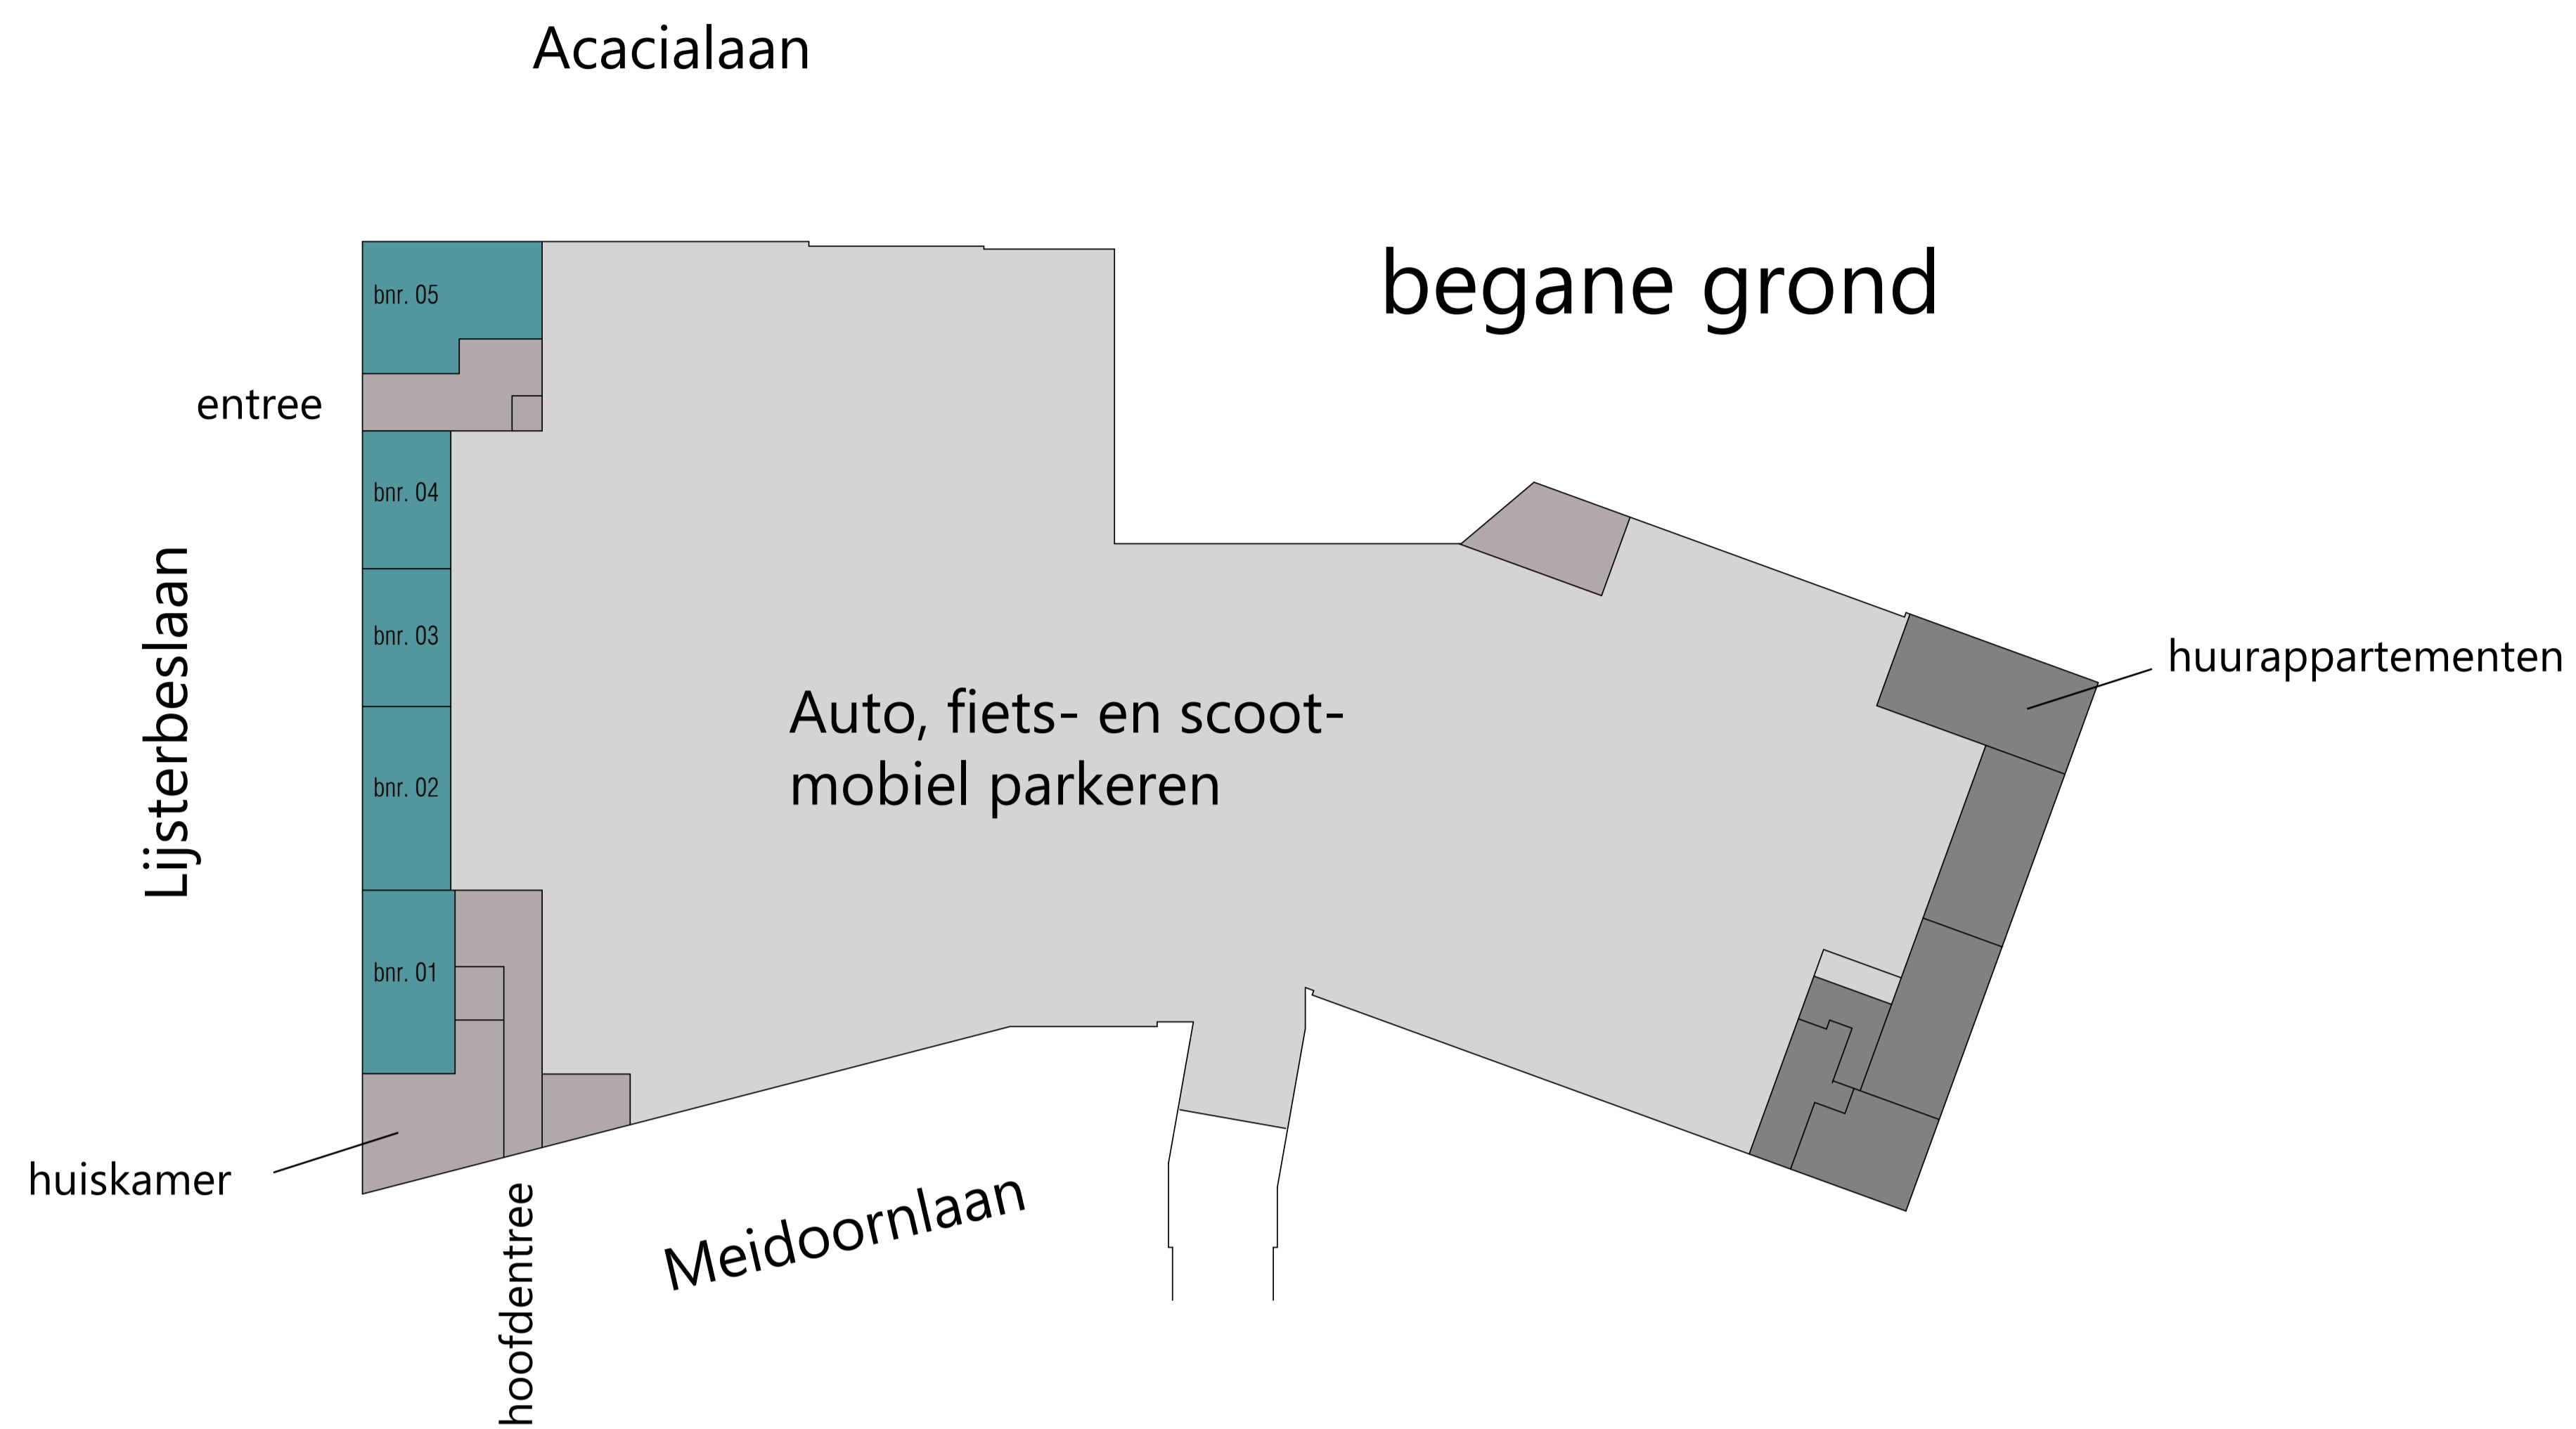 Acacialaan
begane grond
bnr. 05
entree
bnr. 04
bnr. 03
Lijsterbeslaan
huurappartementen
Auto, fiets- en scoot-
mobiel parkeren
bnr. 02
bnr. 01
huiskamer
Meidoornlaan
hoofdentree